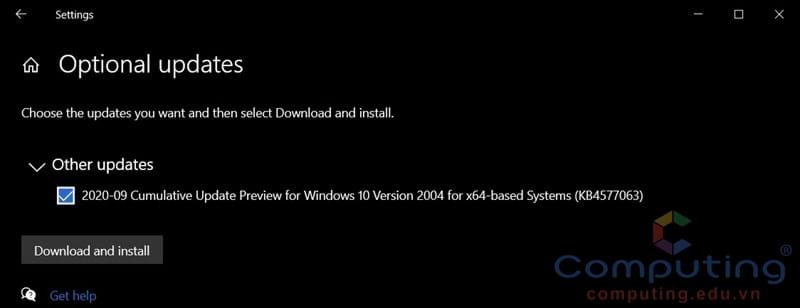 Settings
Optional updates
Choose the updates you want and then select Download and install.
Other updates
2020-09 Cumulative Update Preview for Windows 10 Version 2004 for x64-based Systems (KB4577063)
Download and install
Get help
Computing®
computing.edu.vn